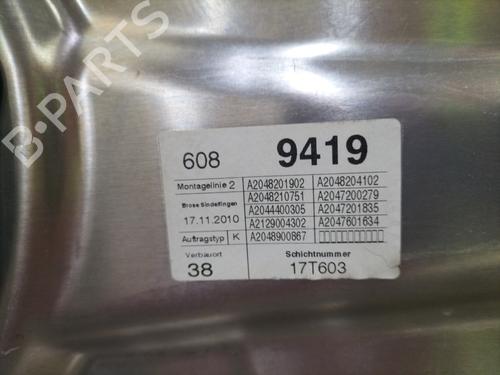 B-PARTS
608 9419
Montagelinie 2 A2048201902 A2048204102
A2048210751 A2047200279
Brose Sindelfingen A2044400305 A2047201835
17.11.2010 A2129004302 A2047601634
Auftragstyp K A2048900867
Verbauort Schichtnummer
38 17T603